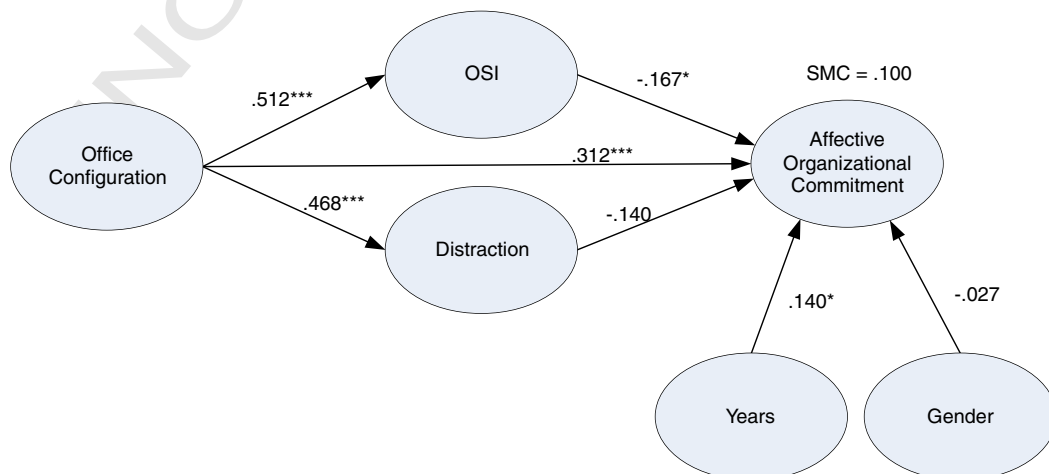 OSI
-.167*
SMC = .100
.512***
Office
Configuration
.312***
Affective
Organizational
Commitment
.468***
-.140
Distraction
.140*
-.027
Years
Gender